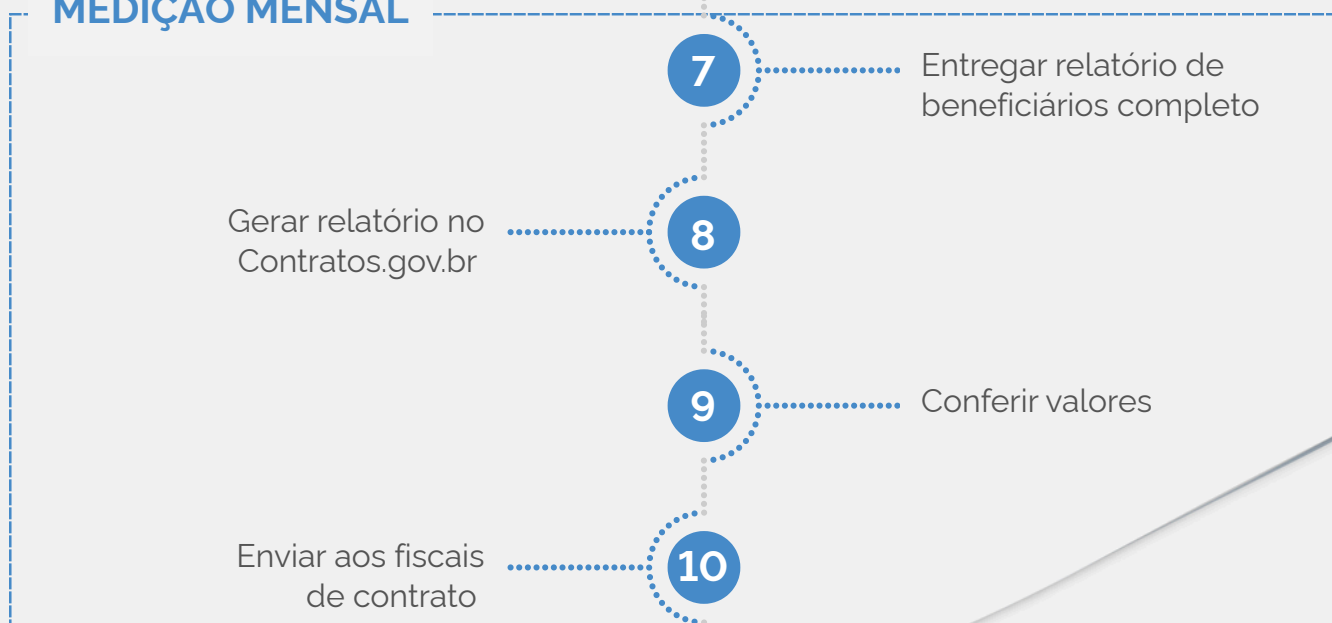 MEDIÇÃO MENSAL
7
Entregar relatório de
beneficiários completo
Gerar relatório no
Contratos.gov.br
8
9
Conferir valores
Enviar aos fiscais
de contrato
10